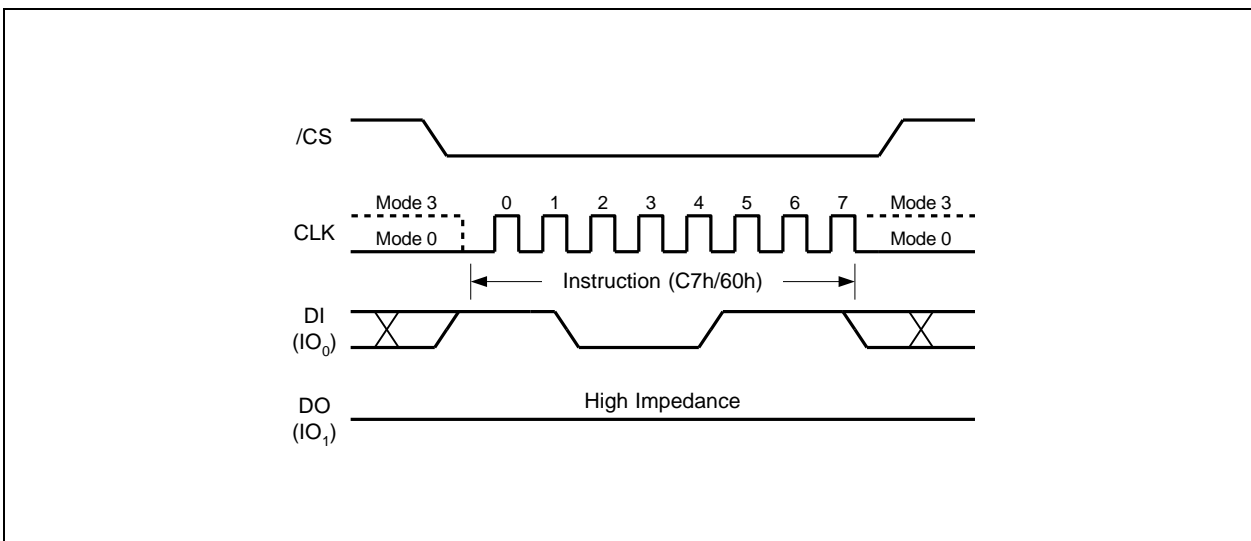 /CS
Mode 3 0 1 2 3 4 5 6 7 Mode 3
CLK
Mode 0 Mode 0
Instruction (C7h/60h)
DI
(IO0)
High Impedance
DO
(IO1)